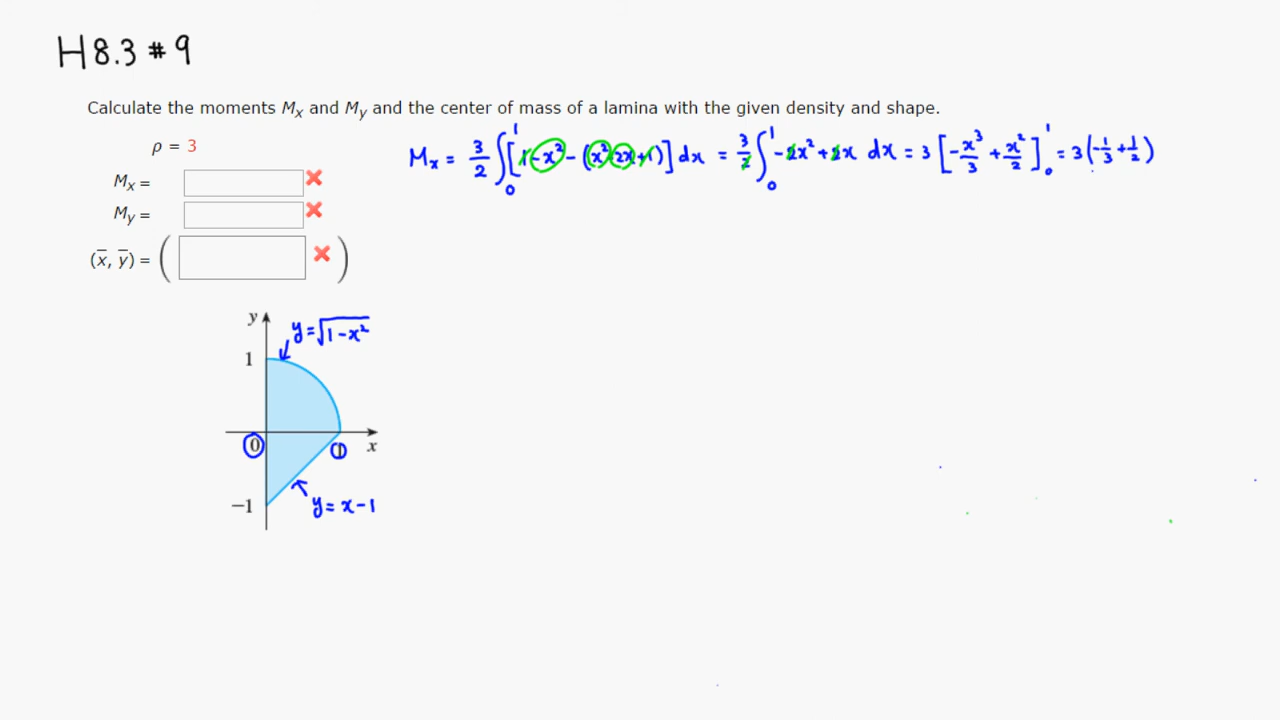 H 8.3 # 9
Calculate the moments Mx and My and the center of mass of a lamina with the given density and shape.
ρ = 3
Mx = 3/2 ∫₀¹ [1 - x² - (x² - 2x + 1)] dx = 3/2 ∫₀¹ -2x² + 2x dx = 3 [-x³/3 + x²/2]₀¹ = 3(-1/3 + 1/2)
Mx =
My =
(x̄, ȳ) = ( )
y
y = √1 - x²
1
0
1
x
-1
y = x - 1